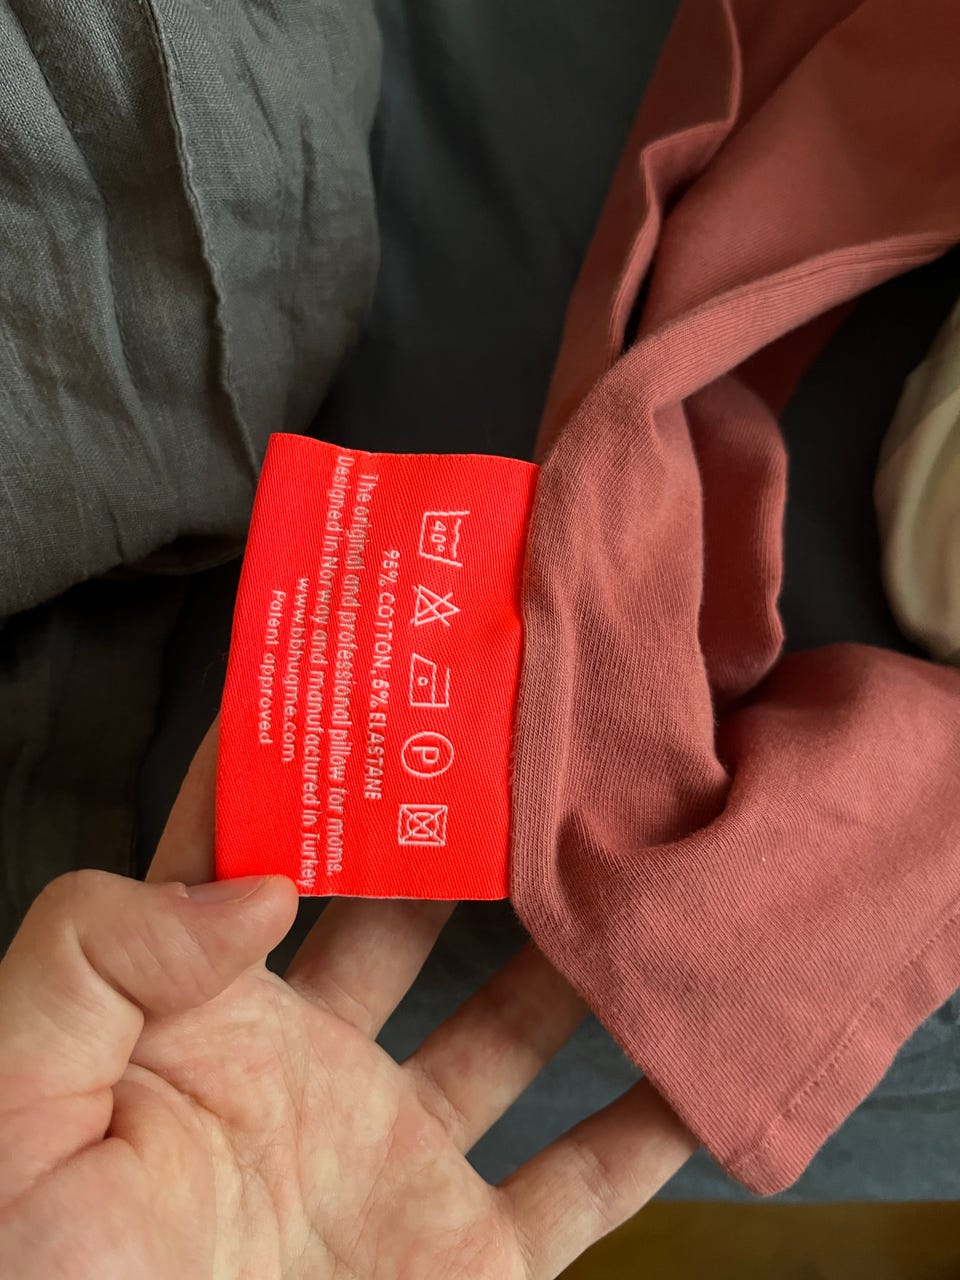 40°
P
95% COTTON, 5% ELASTANE
The original and professional pillow for moms.
Designed in Norway and manufactured in Turkey
www.bbhugme.com
Patent approved